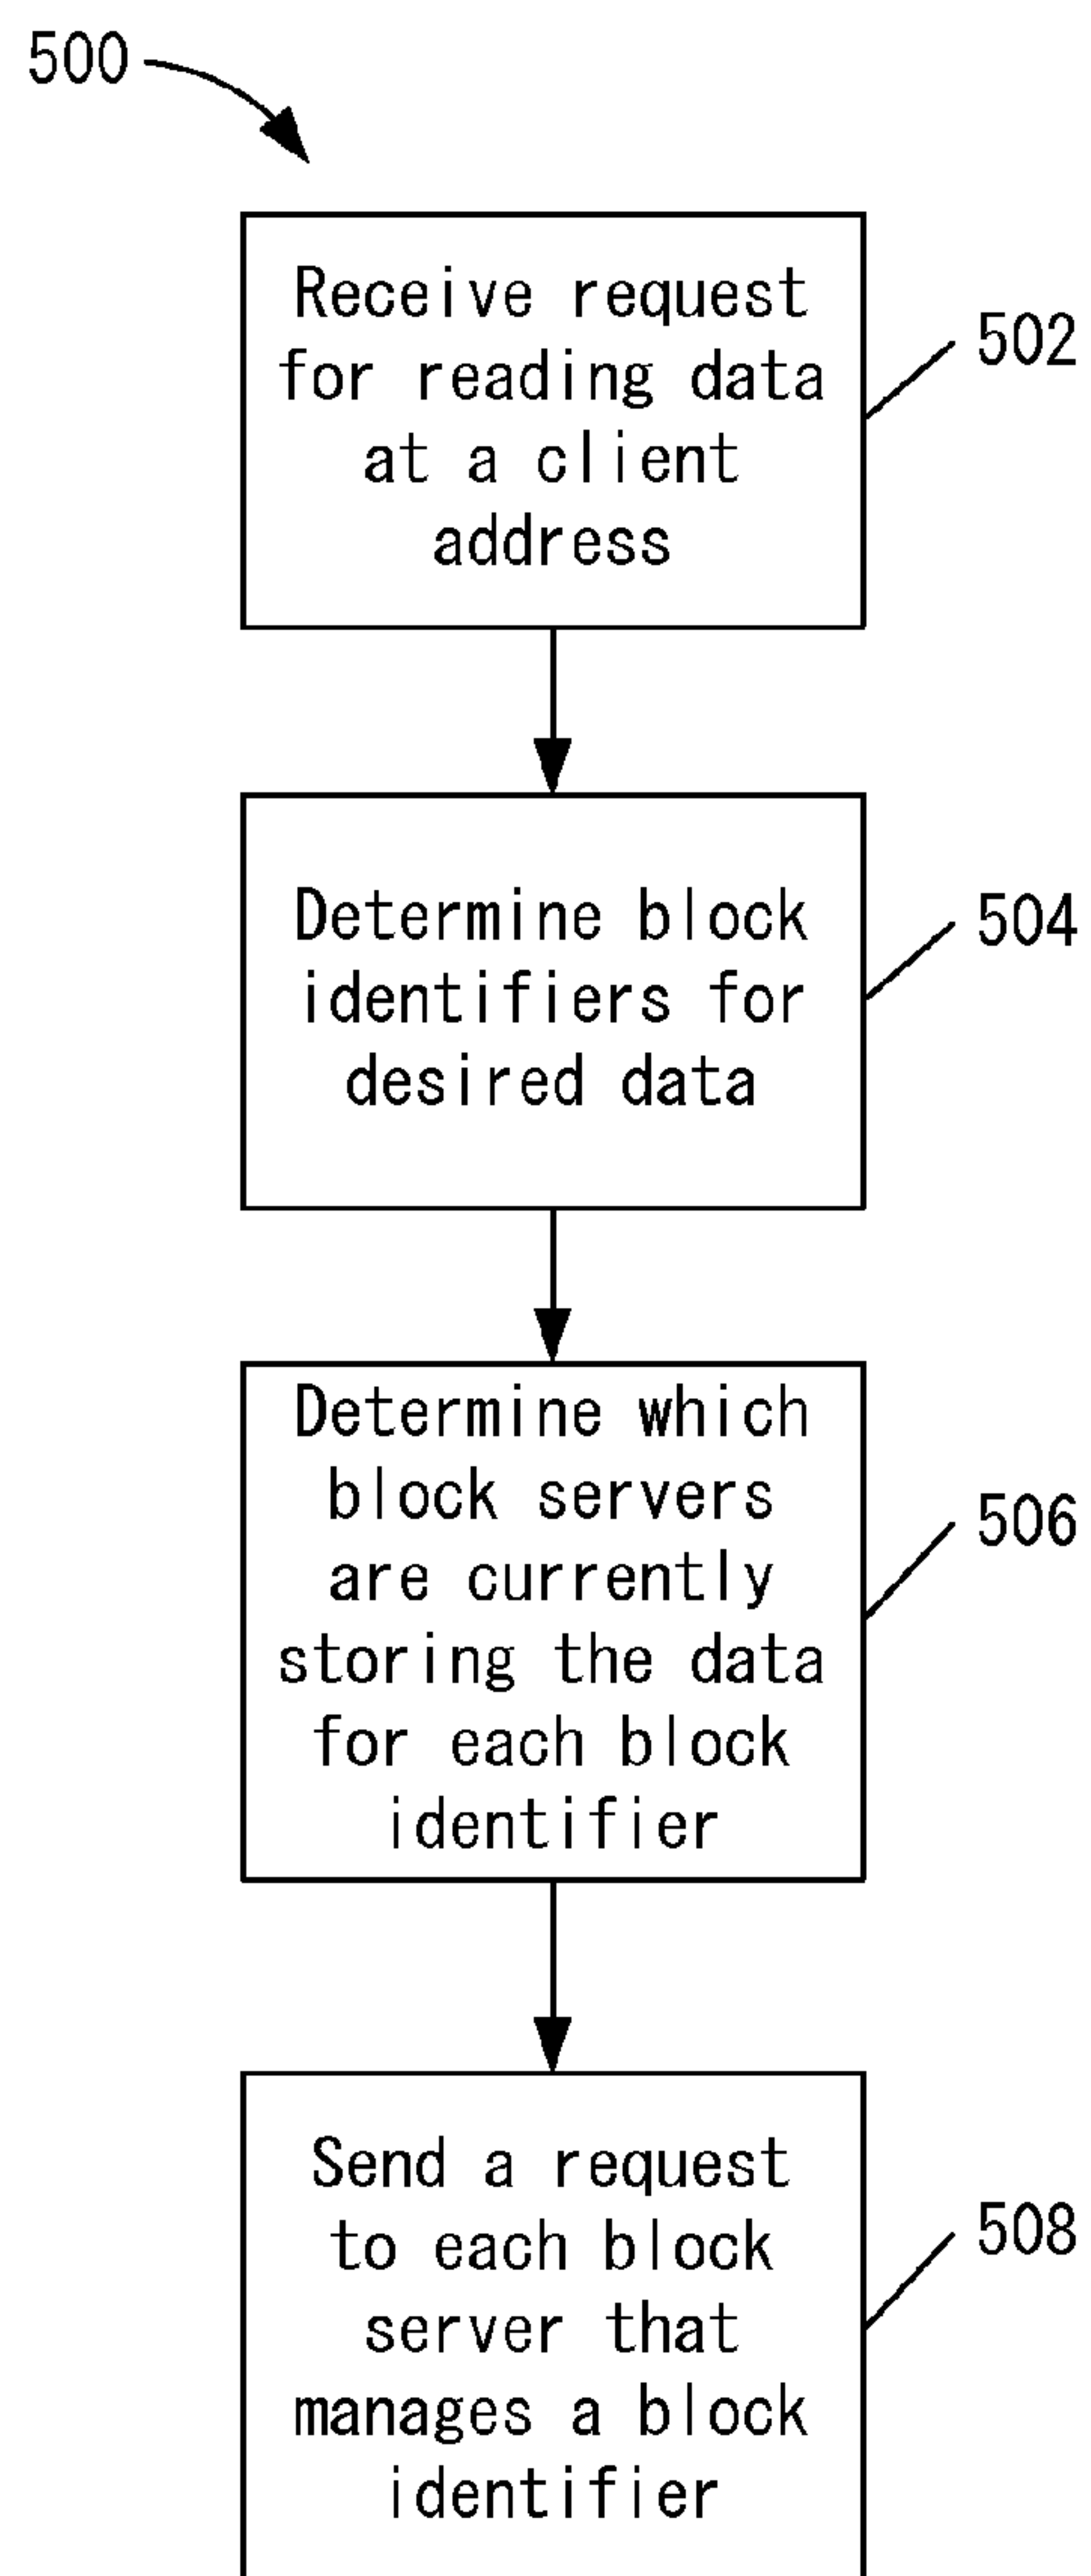 500
Receive request
for reading data
at a client
address
502
Determine block
identifiers for
desired data
504
Determine which
block servers
are currently
storing the data
for each block
identifier
506
Send a request
to each block
server that
manages a block
identifier
508